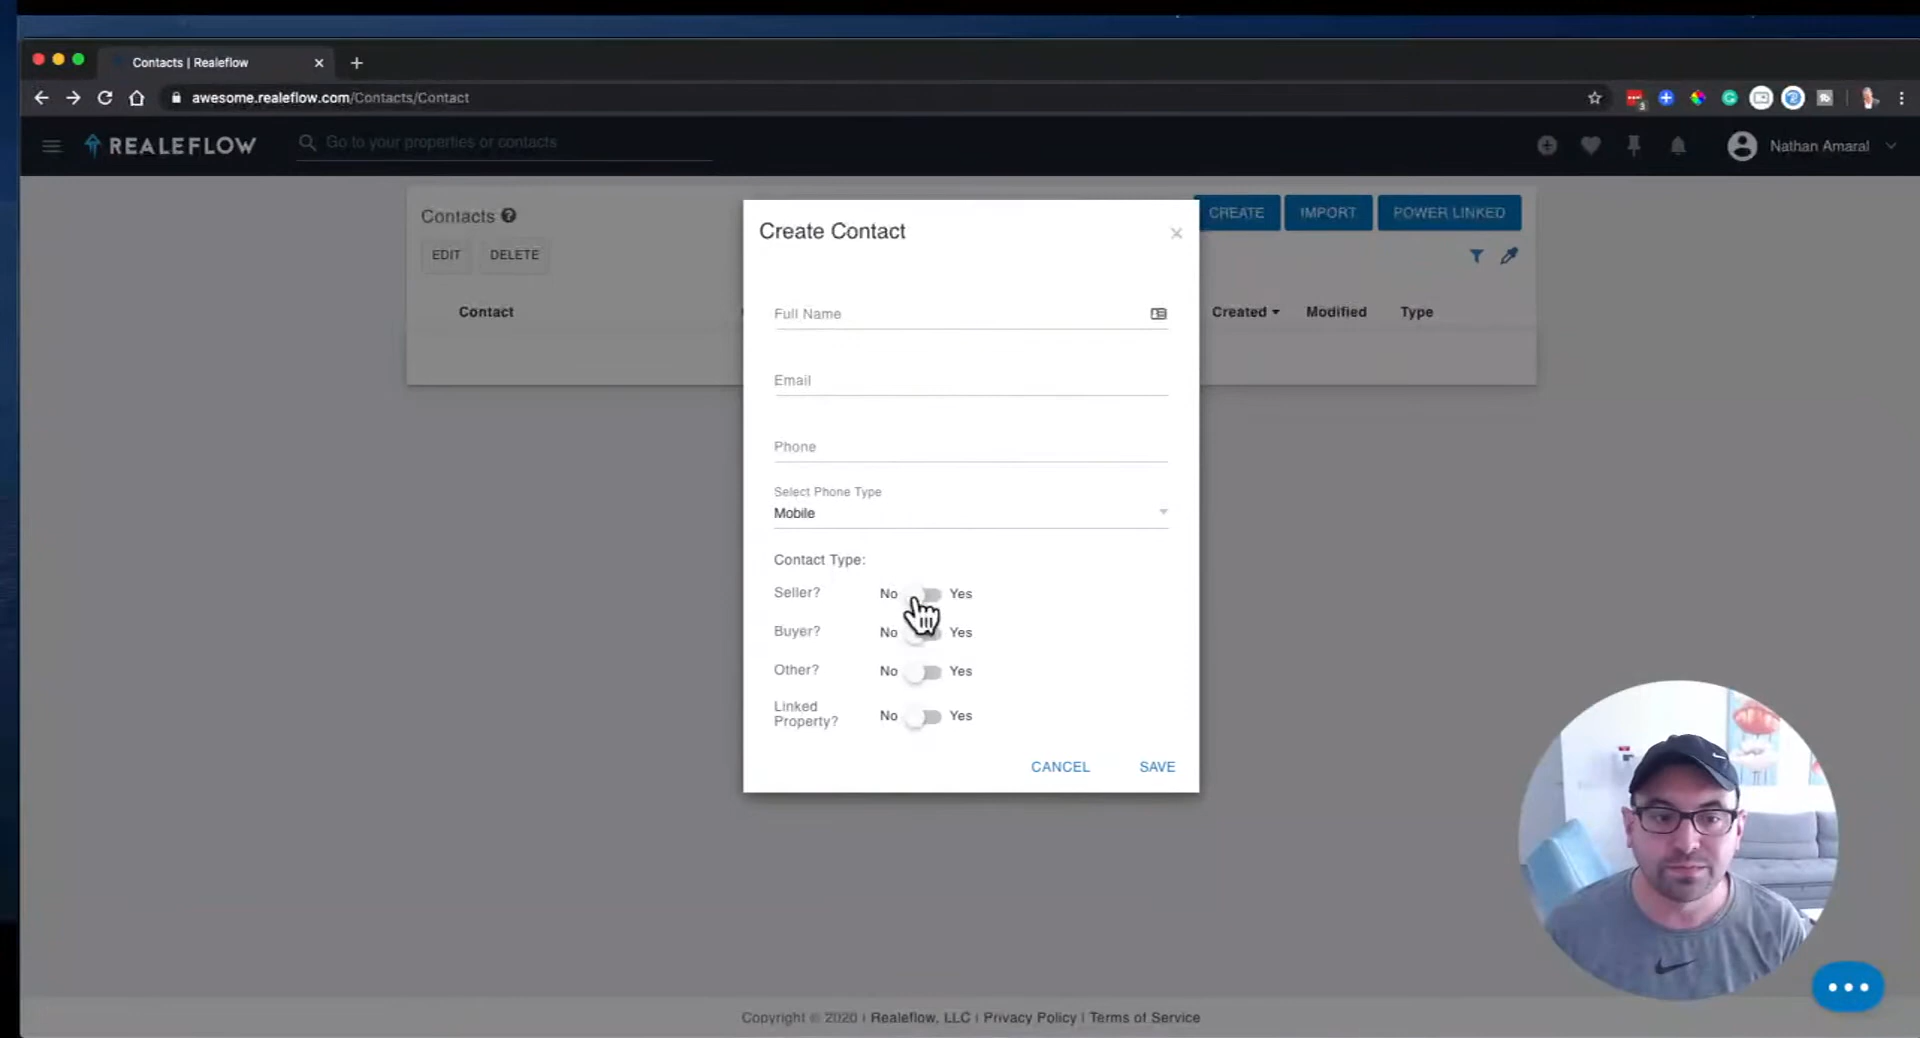 Contacts | Realeflow
awesome.realeflow.com/Contacts/Contact
3
REALEFLOW
Go to your properties or contacts
Nathan Amaral
Contacts
EDIT
DELETE
CREATE
IMPORT
POWER LINKED
Contact
Created
Modified
Type
Create Contact
Full Name
Email
Phone
Select Phone Type
Mobile
Contact Type:
Seller? No Yes
Buyer? No Yes
Other? No Yes
Linked
Property? No Yes
CANCEL SAVE
Copyright © 2020 | Realeflow, LLC | Privacy Policy | Terms of Service